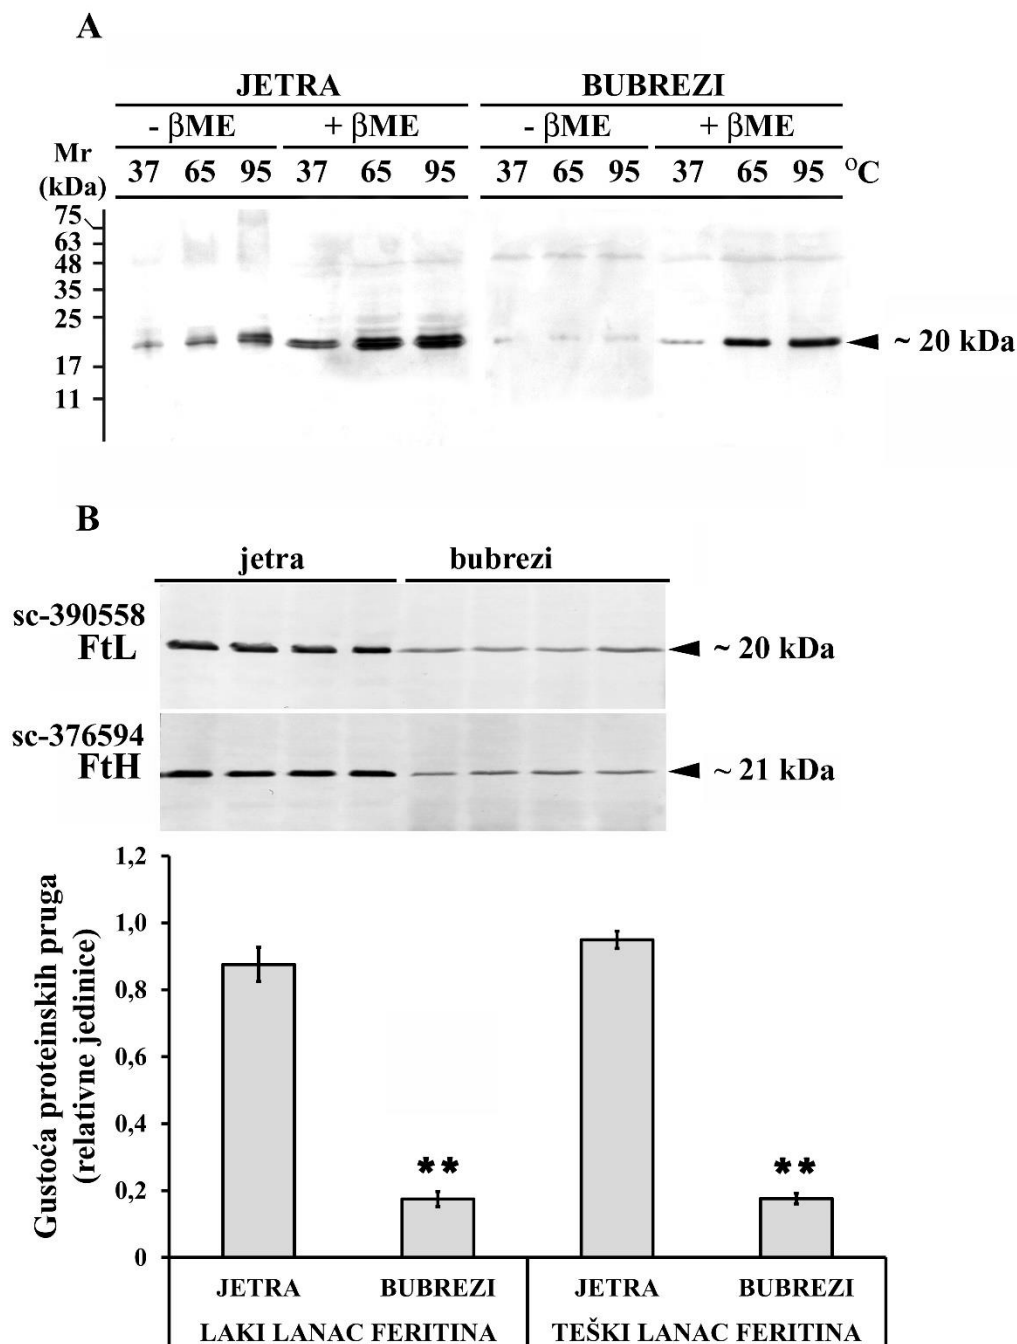 A
JETRA BUBREZI
- βME + βME - βME + βME
Mr (kDa) 37 65 95 37 65 95 37 65 95 37 65 95 °C
75
63
48
35
25
17
11
~ 20 kDa
B
jetra bubrezi
sc-390558
FtL
~ 20 kDa
sc-376594
FtH
~ 21 kDa
Gustoća proteinskih pruga
(relativne jedinice)
1,2
1,0
0,8
0,6
0,4
0,2
0
** **
JETRA BUBREZI JETRA BUBREZI
LAKI LANAC FERITINA TEŠKI LANAC FERITINA